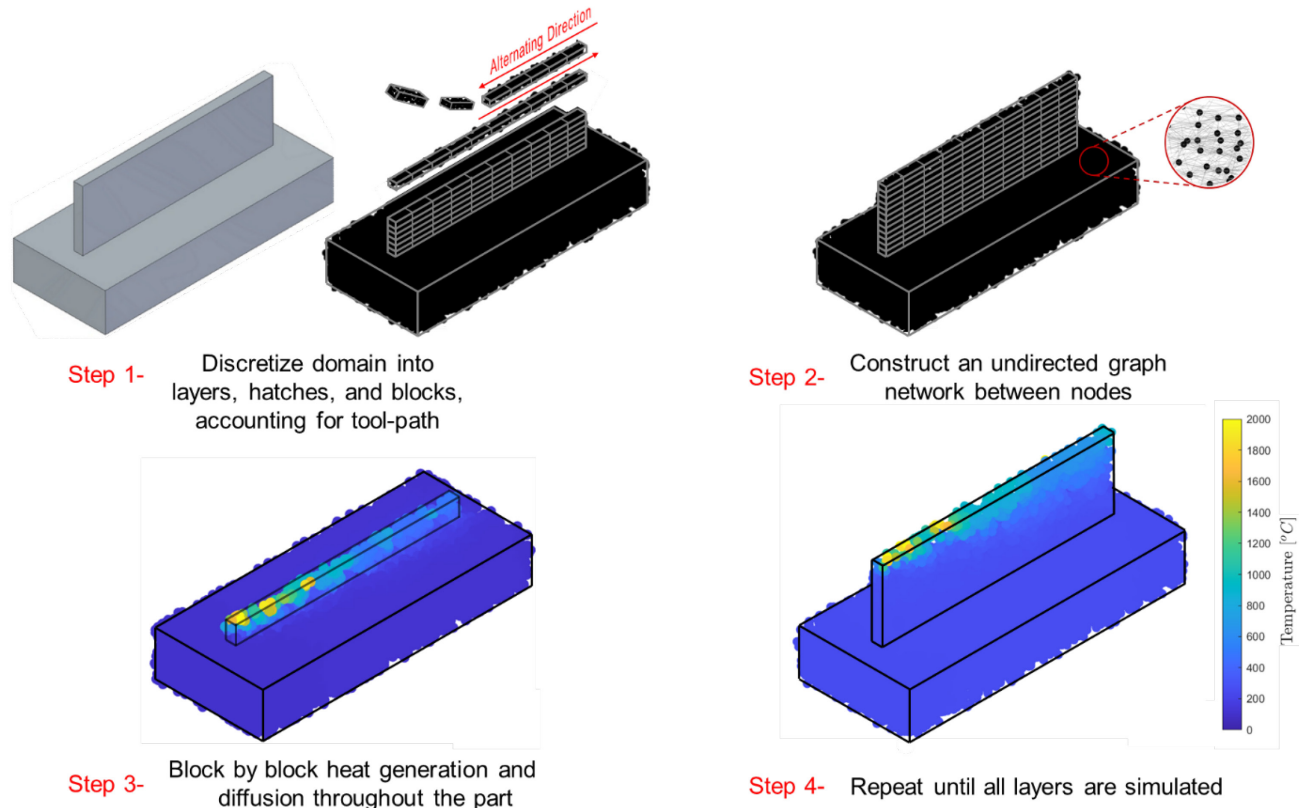 Alternating Direction
Step 1-
Discretize domain into
layers, hatches, and blocks,
accounting for tool-path
Step 2-
Construct an undirected graph
network between nodes
2000
1800
1600
1400
1200
1000
800
600
400
200
0
[Temperature [°C]
Step 3-
Block by block heat generation and
diffusion throughout the part
Step 4-
Repeat until all layers are simulated